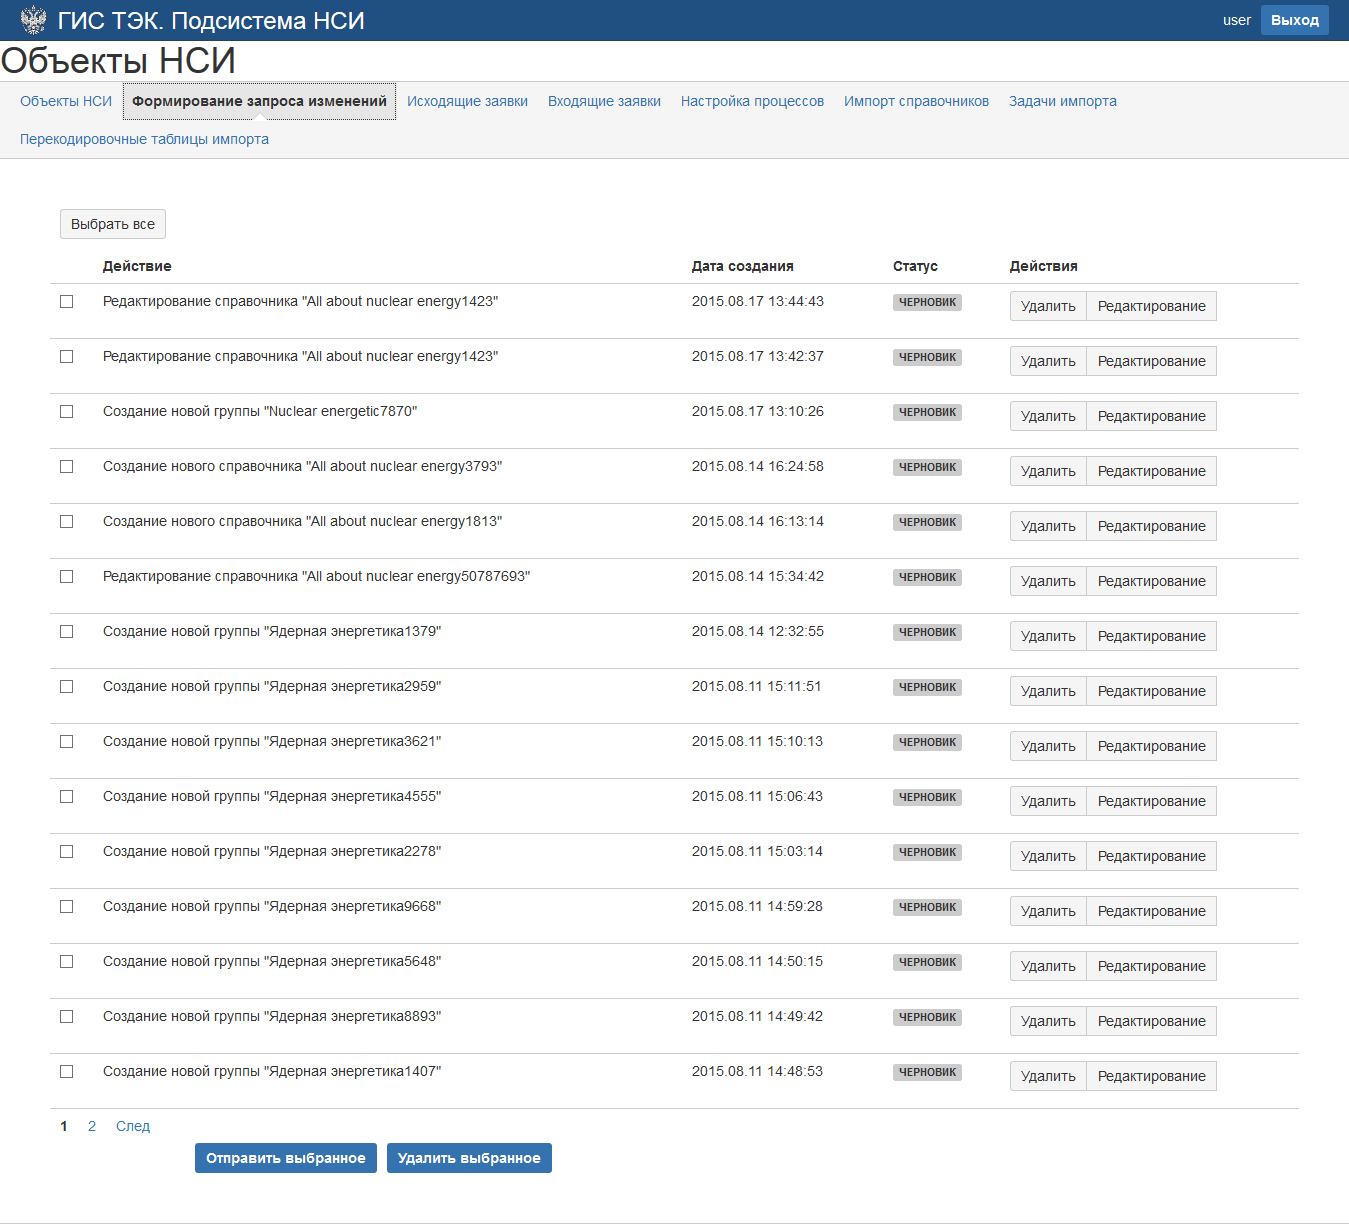 ГИС ТЭК. Подсистема НСИ user Выход
Объекты НСИ
Объекты НСИ Формирование запроса изменений Исходящие заявки Входящие заявки Настройка процессов Импорт справочников Задачи импорта
Перекодировочные таблицы импорта
Выбрать все
Действие Дата создания Статус Действия
Редактирование справочника "All about nuclear energy1423" 2015.08.17 13:44:43 ЧЕРНОВИК Удалить Редактирование
Редактирование справочника "All about nuclear energy1423" 2015.08.17 13:42:37 ЧЕРНОВИК Удалить Редактирование
Создание новой группы "Nuclear energetic7870" 2015.08.17 13:10:26 ЧЕРНОВИК Удалить Редактирование
Создание нового справочника "All about nuclear energy3793" 2015.08.14 16:24:58 ЧЕРНОВИК Удалить Редактирование
Создание нового справочника "All about nuclear energy1813" 2015.08.14 16:13:14 ЧЕРНОВИК Удалить Редактирование
Редактирование справочника "All about nuclear energy50787693" 2015.08.14 15:34:42 ЧЕРНОВИК Удалить Редактирование
Создание новой группы "Ядерная энергетика1379" 2015.08.14 12:32:55 ЧЕРНОВИК Удалить Редактирование
Создание новой группы "Ядерная энергетика2959" 2015.08.11 15:11:51 ЧЕРНОВИК Удалить Редактирование
Создание новой группы "Ядерная энергетика3621" 2015.08.11 15:10:13 ЧЕРНОВИК Удалить Редактирование
Создание новой группы "Ядерная энергетика4555" 2015.08.11 15:06:43 ЧЕРНОВИК Удалить Редактирование
Создание новой группы "Ядерная энергетика2278" 2015.08.11 15:03:14 ЧЕРНОВИК Удалить Редактирование
Создание новой группы "Ядерная энергетика9668" 2015.08.11 14:59:28 ЧЕРНОВИК Удалить Редактирование
Создание новой группы "Ядерная энергетика5648" 2015.08.11 14:50:15 ЧЕРНОВИК Удалить Редактирование
Создание новой группы "Ядерная энергетика8893" 2015.08.11 14:49:42 ЧЕРНОВИК Удалить Редактирование
Создание новой группы "Ядерная энергетика1407" 2015.08.11 14:48:53 ЧЕРНОВИК Удалить Редактирование
1 2 След
Отправить выбранное Удалить выбранное